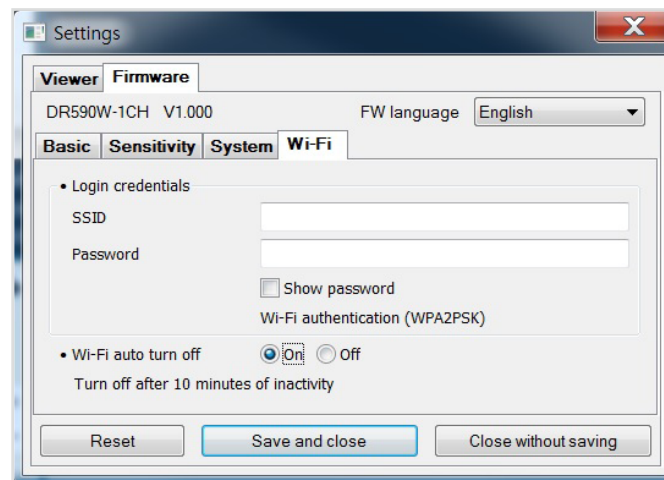 Settings
Viewer Firmware
DR590W-1CH V1.000 FW language English
Basic Sensitivity System Wi-Fi
• Login credentials
SSID
Password
Show password
Wi-Fi authentication (WPA2PSK)
• Wi-Fi auto turn off On Off
Turn off after 10 minutes of inactivity
Reset Save and close Close without saving